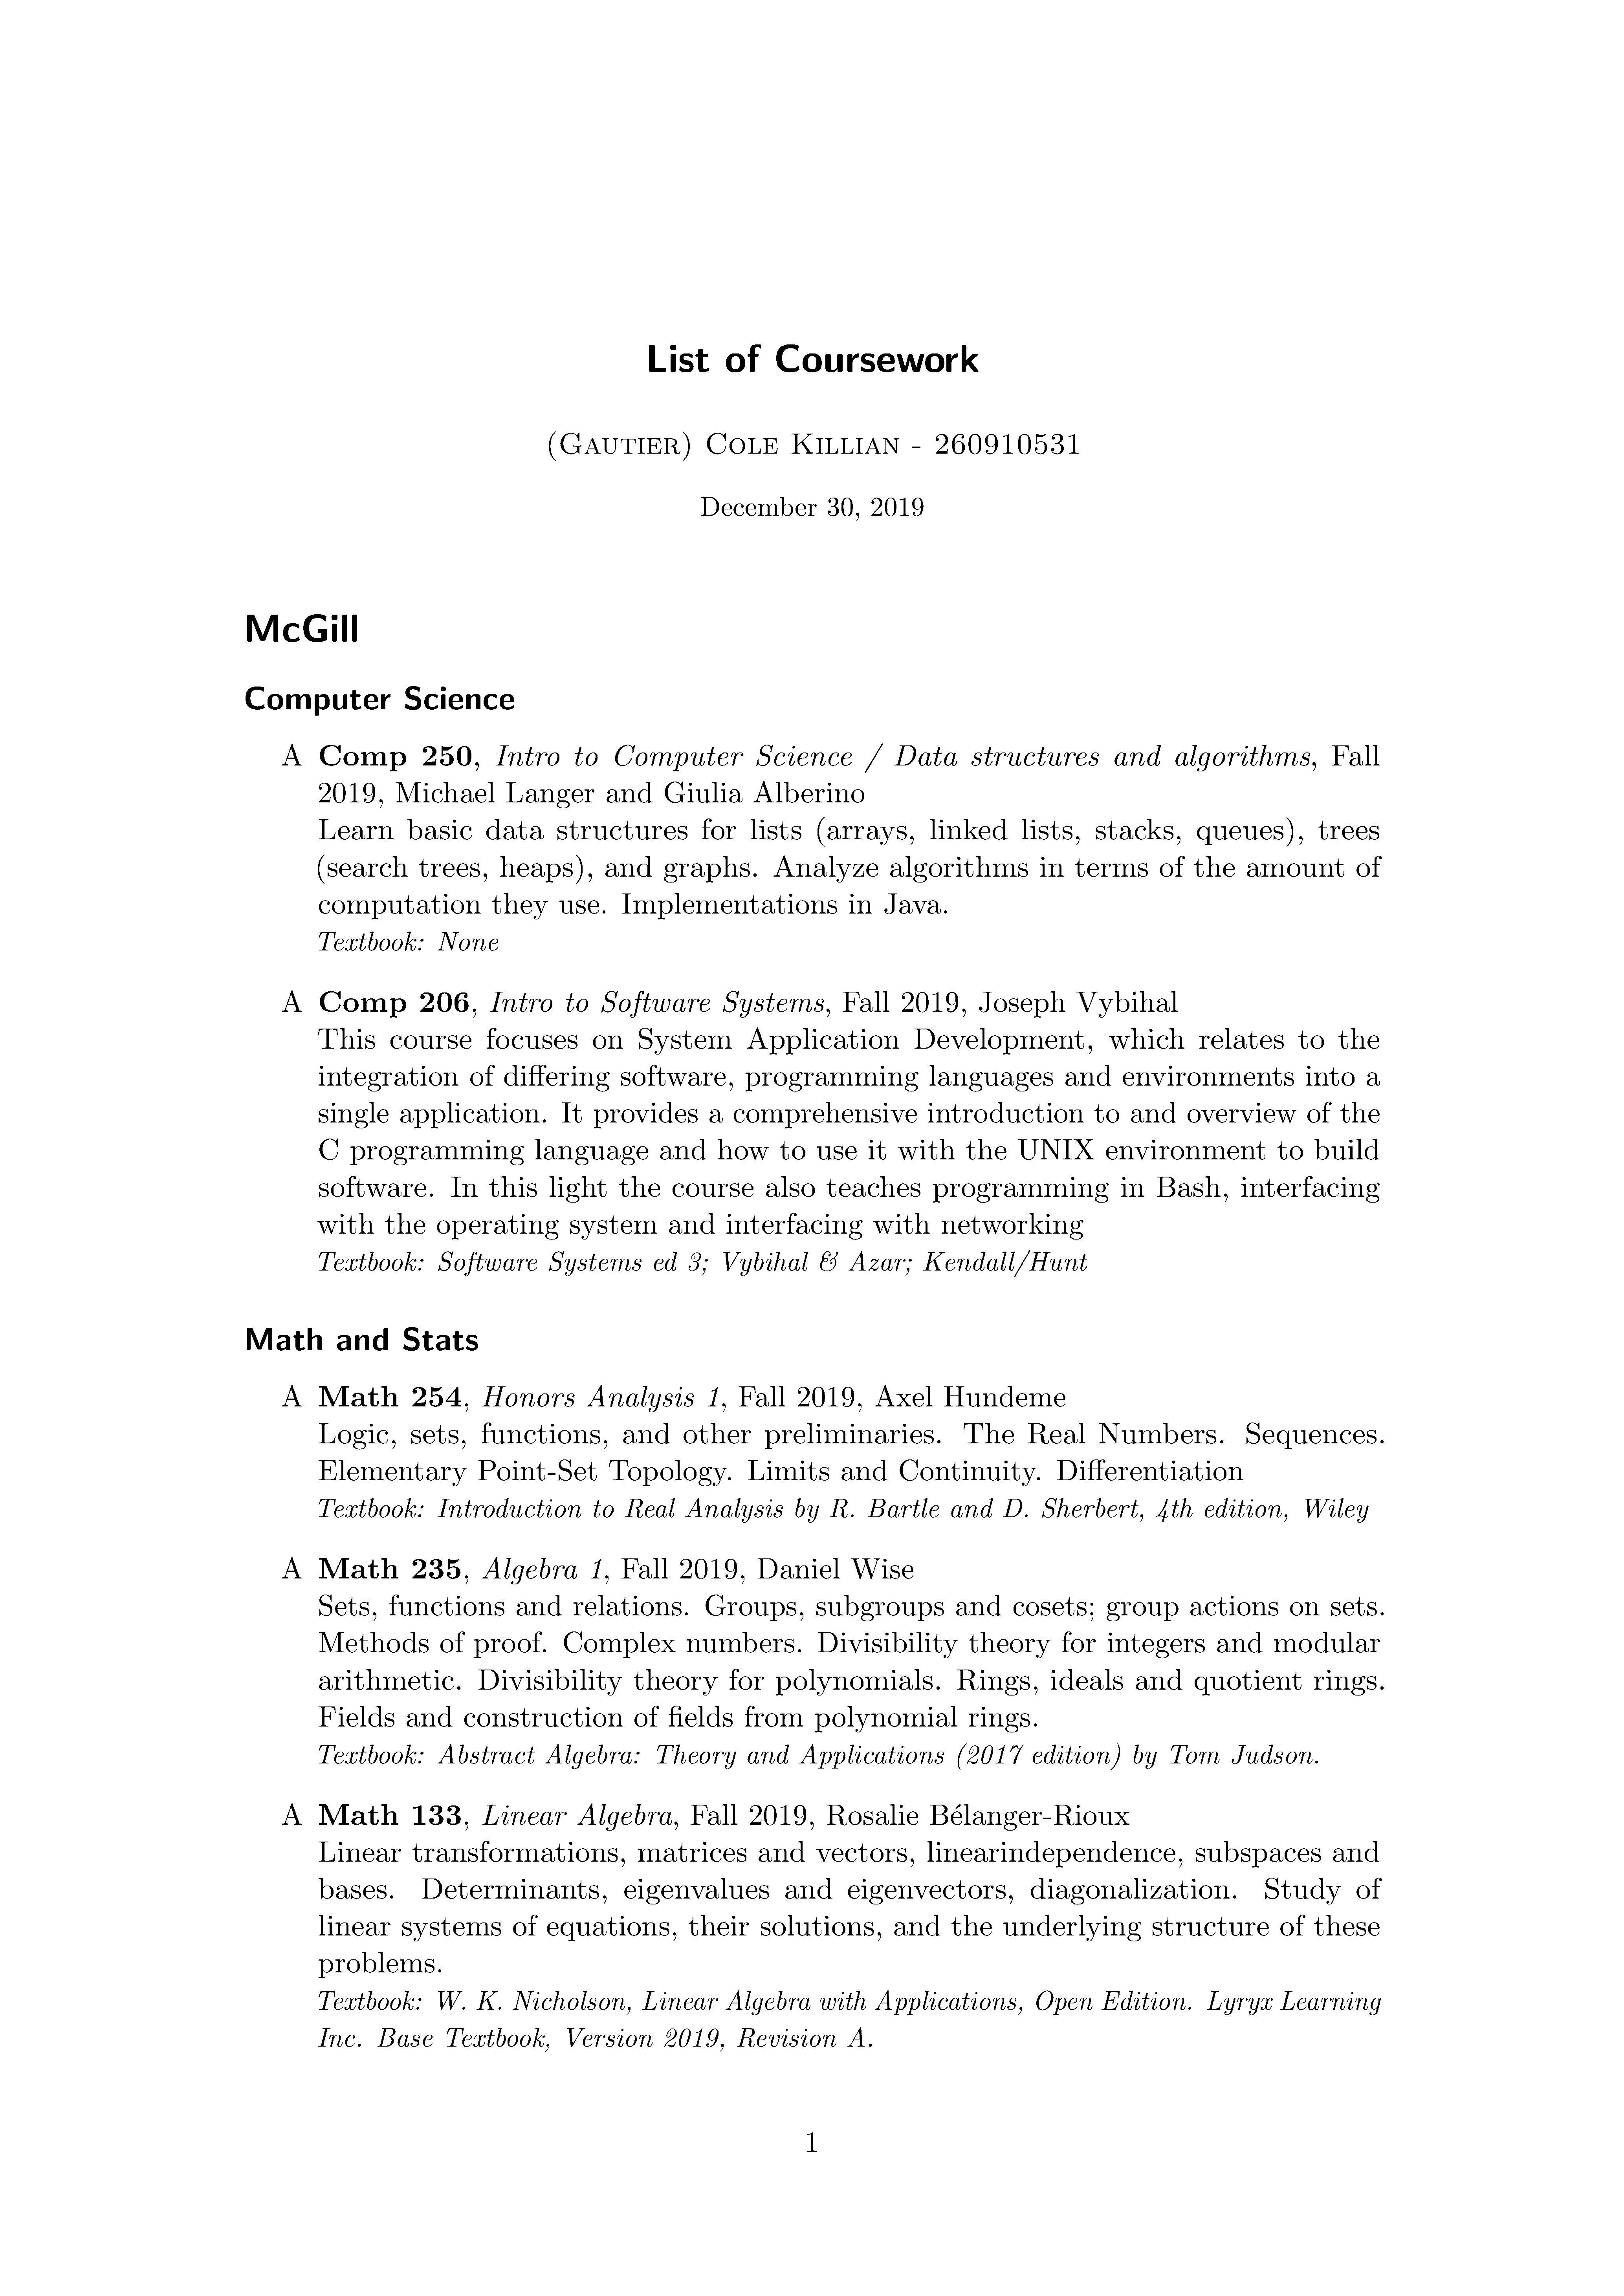 List of Coursework
(Gautier) Cole Killian - 260910531
December 30, 2019
McGill
Computer Science
A Comp 250, Intro to Computer Science / Data structures and algorithms, Fall
2019, Michael Langer and Giulia Alberino
Learn basic data structures for lists (arrays, linked lists, stacks, queues), trees
(search trees, heaps), and graphs. Analyze algorithms in terms of the amount of
computation they use. Implementations in Java.
Textbook: None
A Comp 206, Intro to Software Systems, Fall 2019, Joseph Vybihal
This course focuses on System Application Development, which relates to the
integration of differing software, programming languages and environments into a
single application. It provides a comprehensive introduction to and overview of the
C programming language and how to use it with the UNIX environment to build
software. In this light the course also teaches programming in Bash, interfacing
with the operating system and interfacing with networking
Textbook: Software Systems ed 3; Vybihal & Azar; Kendall/Hunt
Math and Stats
A Math 254, Honors Analysis 1, Fall 2019, Axel Hundeme
Logic, sets, functions, and other preliminaries. The Real Numbers. Sequences.
Elementary Point-Set Topology. Limits and Continuity. Differentiation
Textbook: Introduction to Real Analysis by R. Bartle and D. Sherbert, 4th edition, Wiley
A Math 235, Algebra 1, Fall 2019, Daniel Wise
Sets, functions and relations. Groups, subgroups and cosets; group actions on sets.
Methods of proof. Complex numbers. Divisibility theory for integers and modular
arithmetic. Divisibility theory for polynomials. Rings, ideals and quotient rings.
Fields and construction of fields from polynomial rings.
Textbook: Abstract Algebra: Theory and Applications (2017 edition) by Tom Judson.
A Math 133, Linear Algebra, Fall 2019, Rosalie Bélanger-Rioux
Linear transformations, matrices and vectors, linearindependence, subspaces and
bases. Determinants, eigenvalues and eigenvectors, diagonalization. Study of
linear systems of equations, their solutions, and the underlying structure of these
problems.
Textbook: W. K. Nicholson, Linear Algebra with Applications, Open Edition. Lyryx Learning
Inc. Base Textbook, Version 2019, Revision A.
1